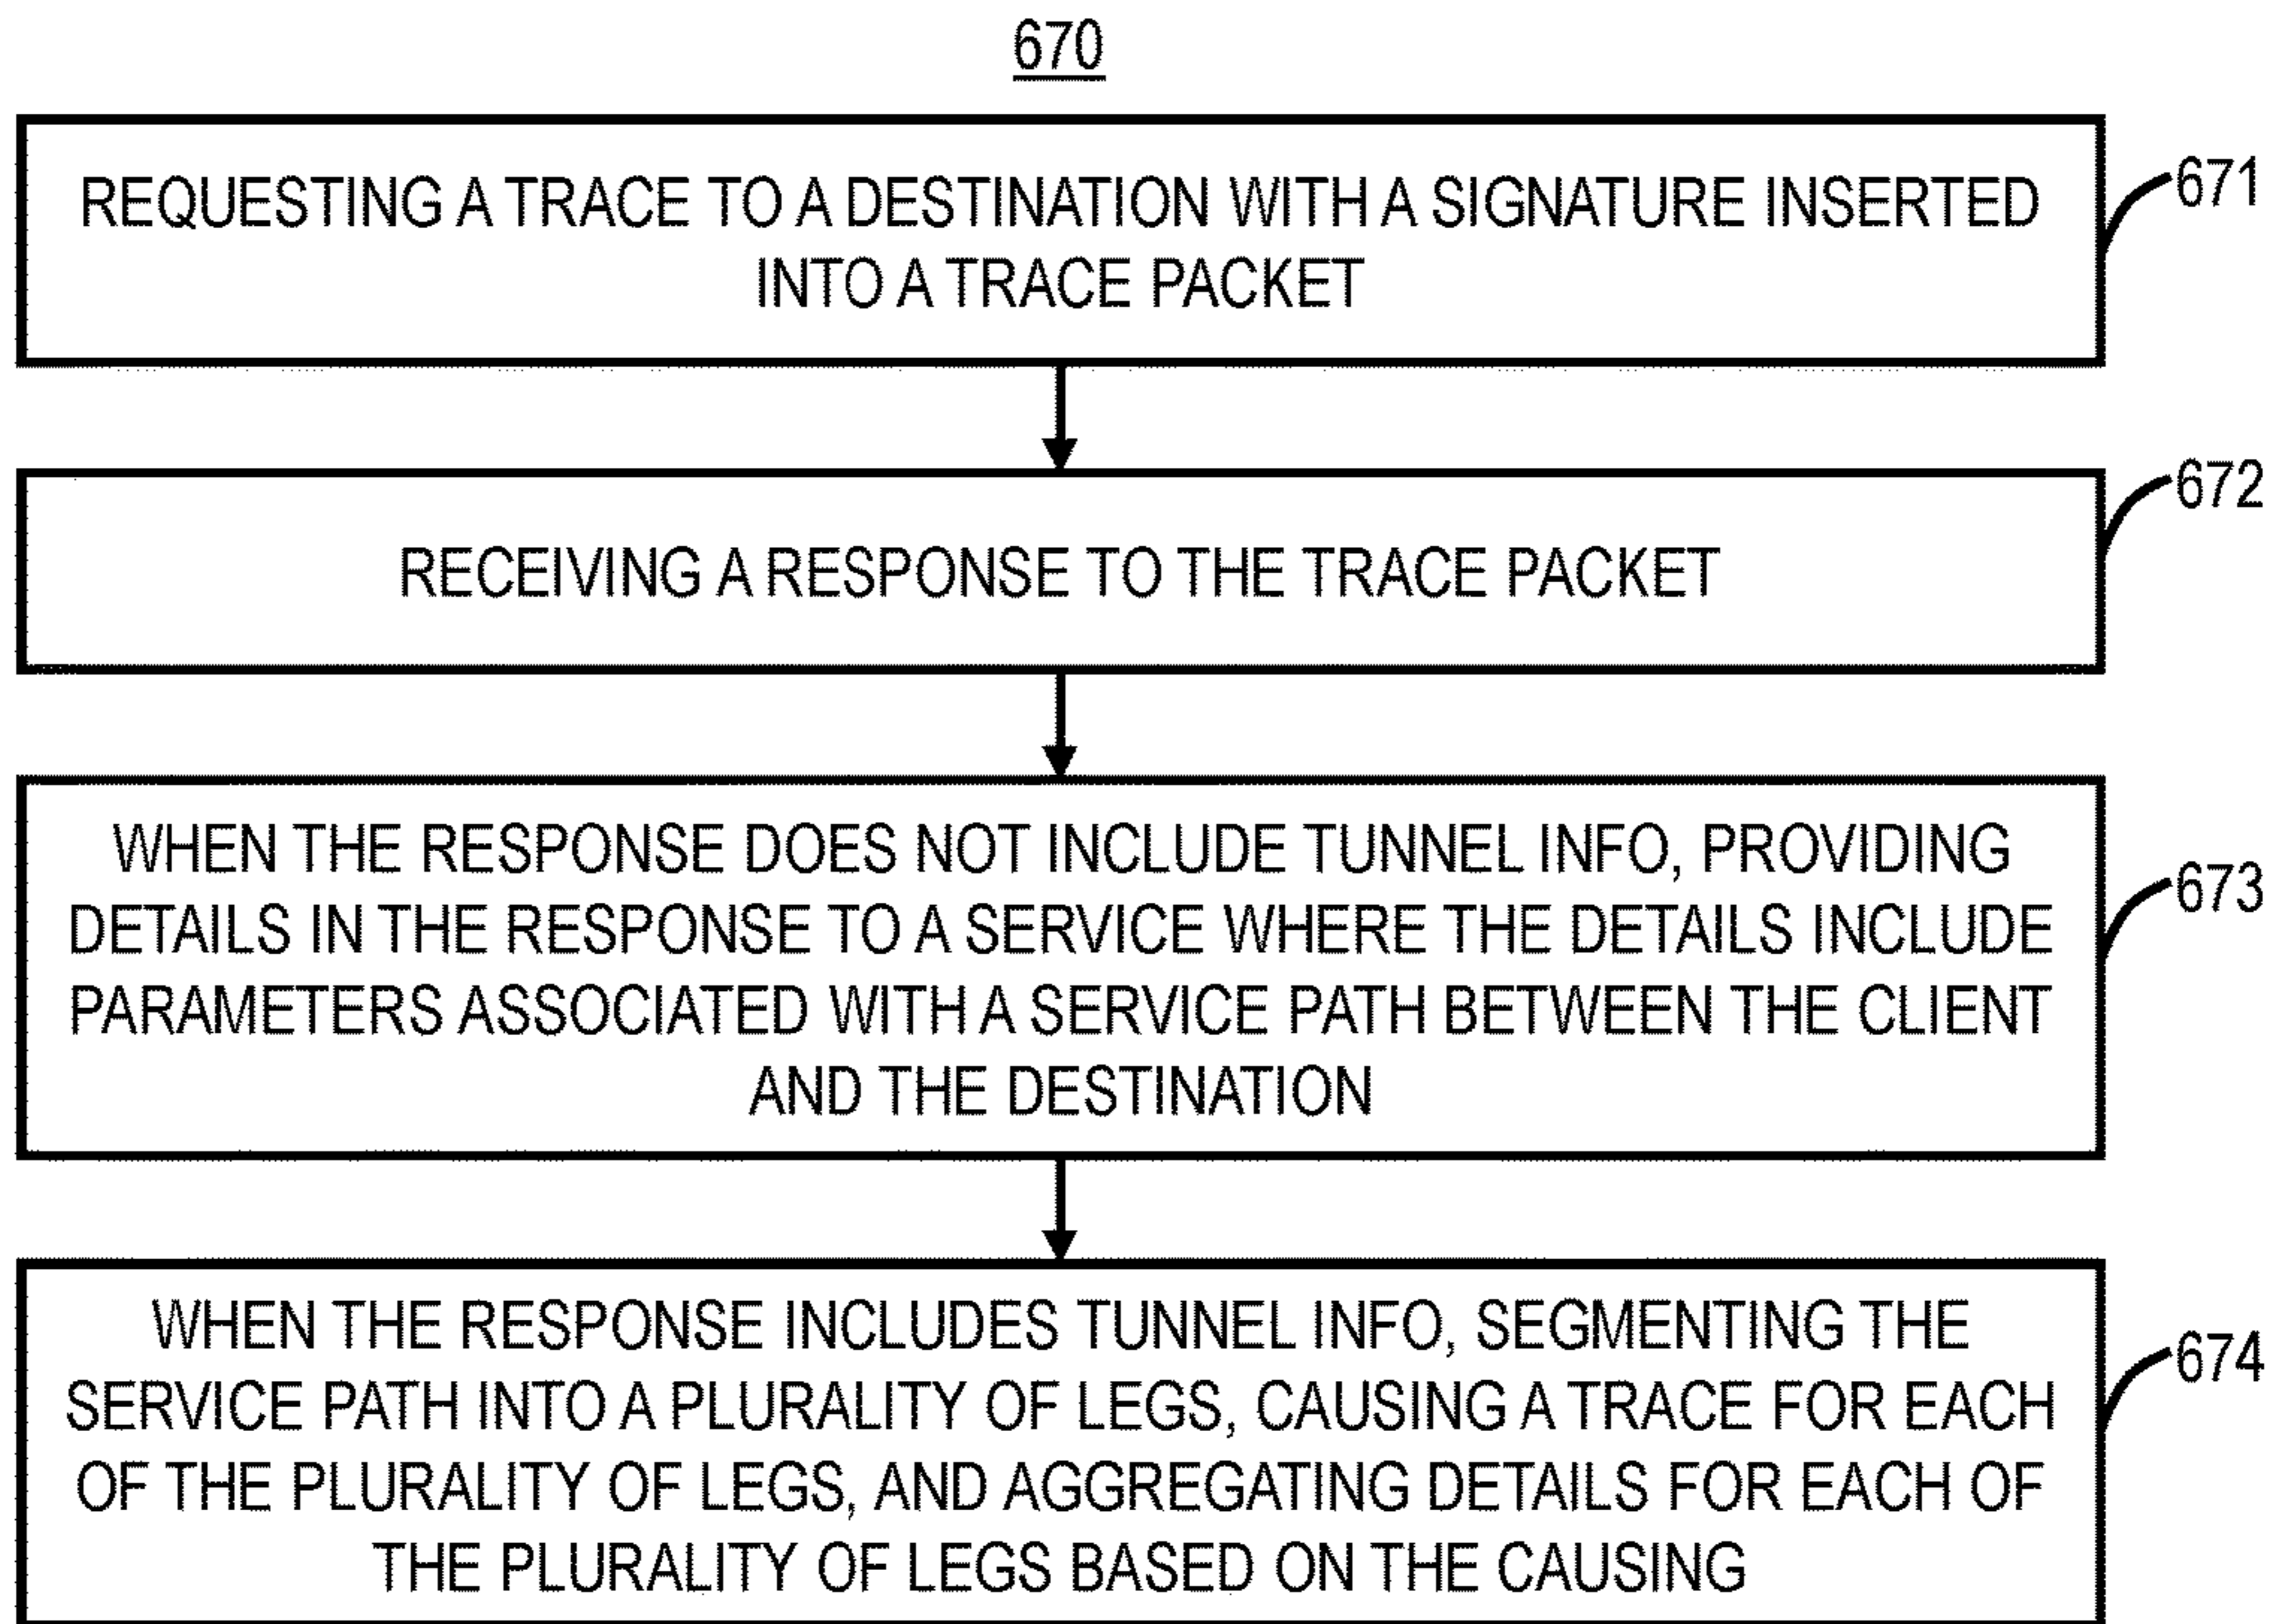 670
REQUESTING A TRACE TO A DESTINATION WITH A SIGNATURE INSERTED
INTO A TRACE PACKET
671
RECEIVING A RESPONSE TO THE TRACE PACKET
672
WHEN THE RESPONSE DOES NOT INCLUDE TUNNEL INFO, PROVIDING
DETAILS IN THE RESPONSE TO A SERVICE WHERE THE DETAILS INCLUDE
PARAMETERS ASSOCIATED WITH A SERVICE PATH BETWEEN THE CLIENT
AND THE DESTINATION
673
WHEN THE RESPONSE INCLUDES TUNNEL INFO, SEGMENTING THE
SERVICE PATH INTO A PLURALITY OF LEGS, CAUSING A TRACE FOR EACH
OF THE PLURALITY OF LEGS, AND AGGREGATING DETAILS FOR EACH OF
THE PLURALITY OF LEGS BASED ON THE CAUSING
674